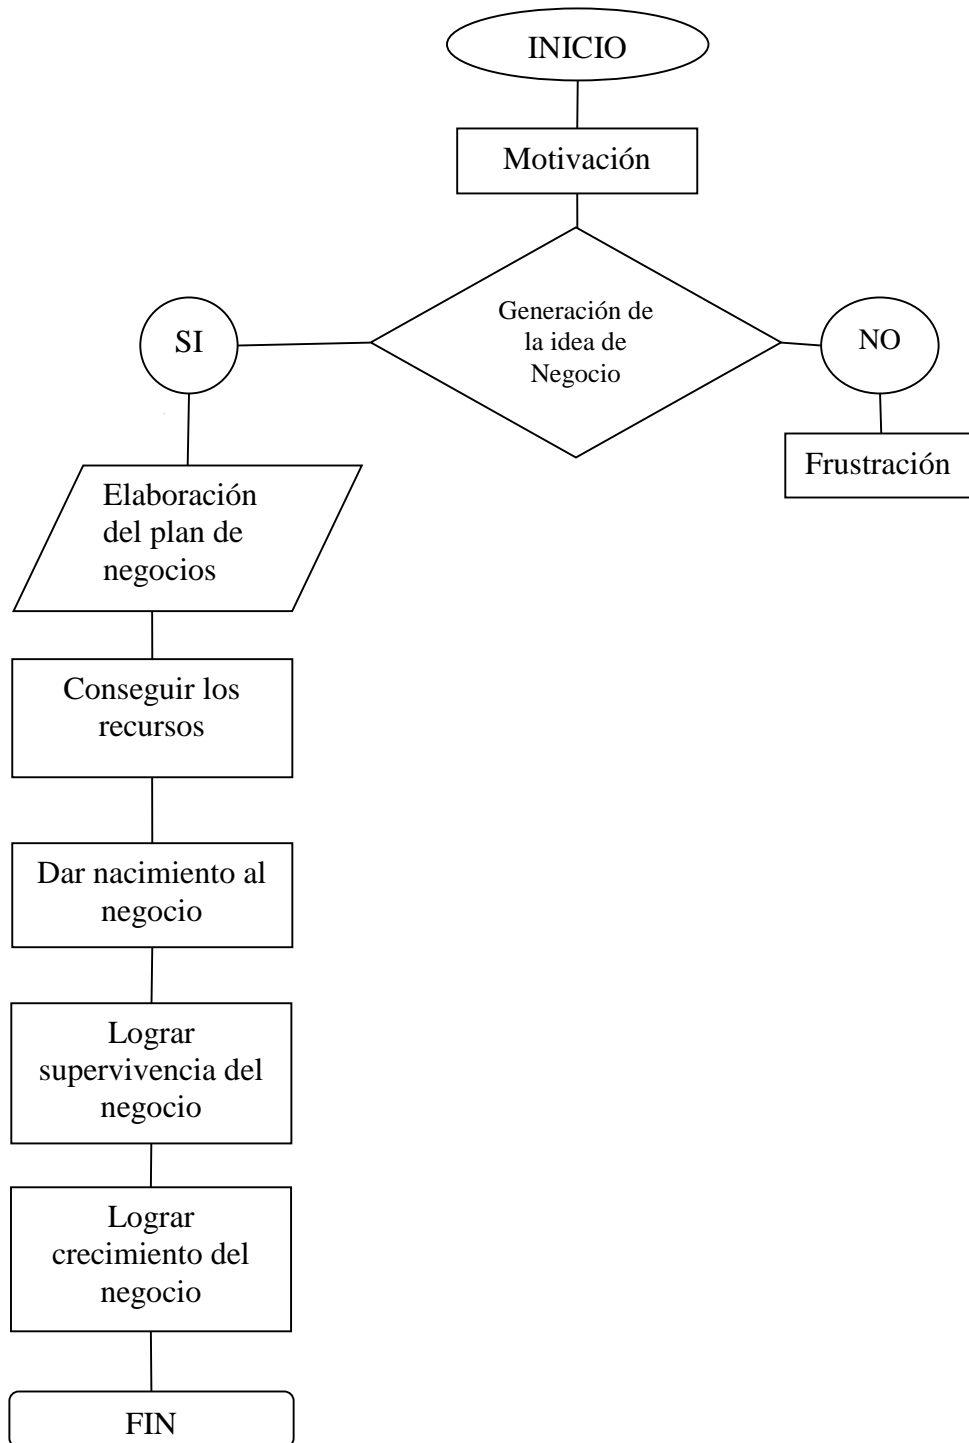 INICIO
Motivación
Generación de
la idea de
Negocio
SI
NO
Frustración
Elaboración
del plan de
negocios
Conseguir los
recursos
Dar nacimiento al
negocio
Lograr
supervivencia del
negocio
Lograr
crecimiento del
negocio
FIN